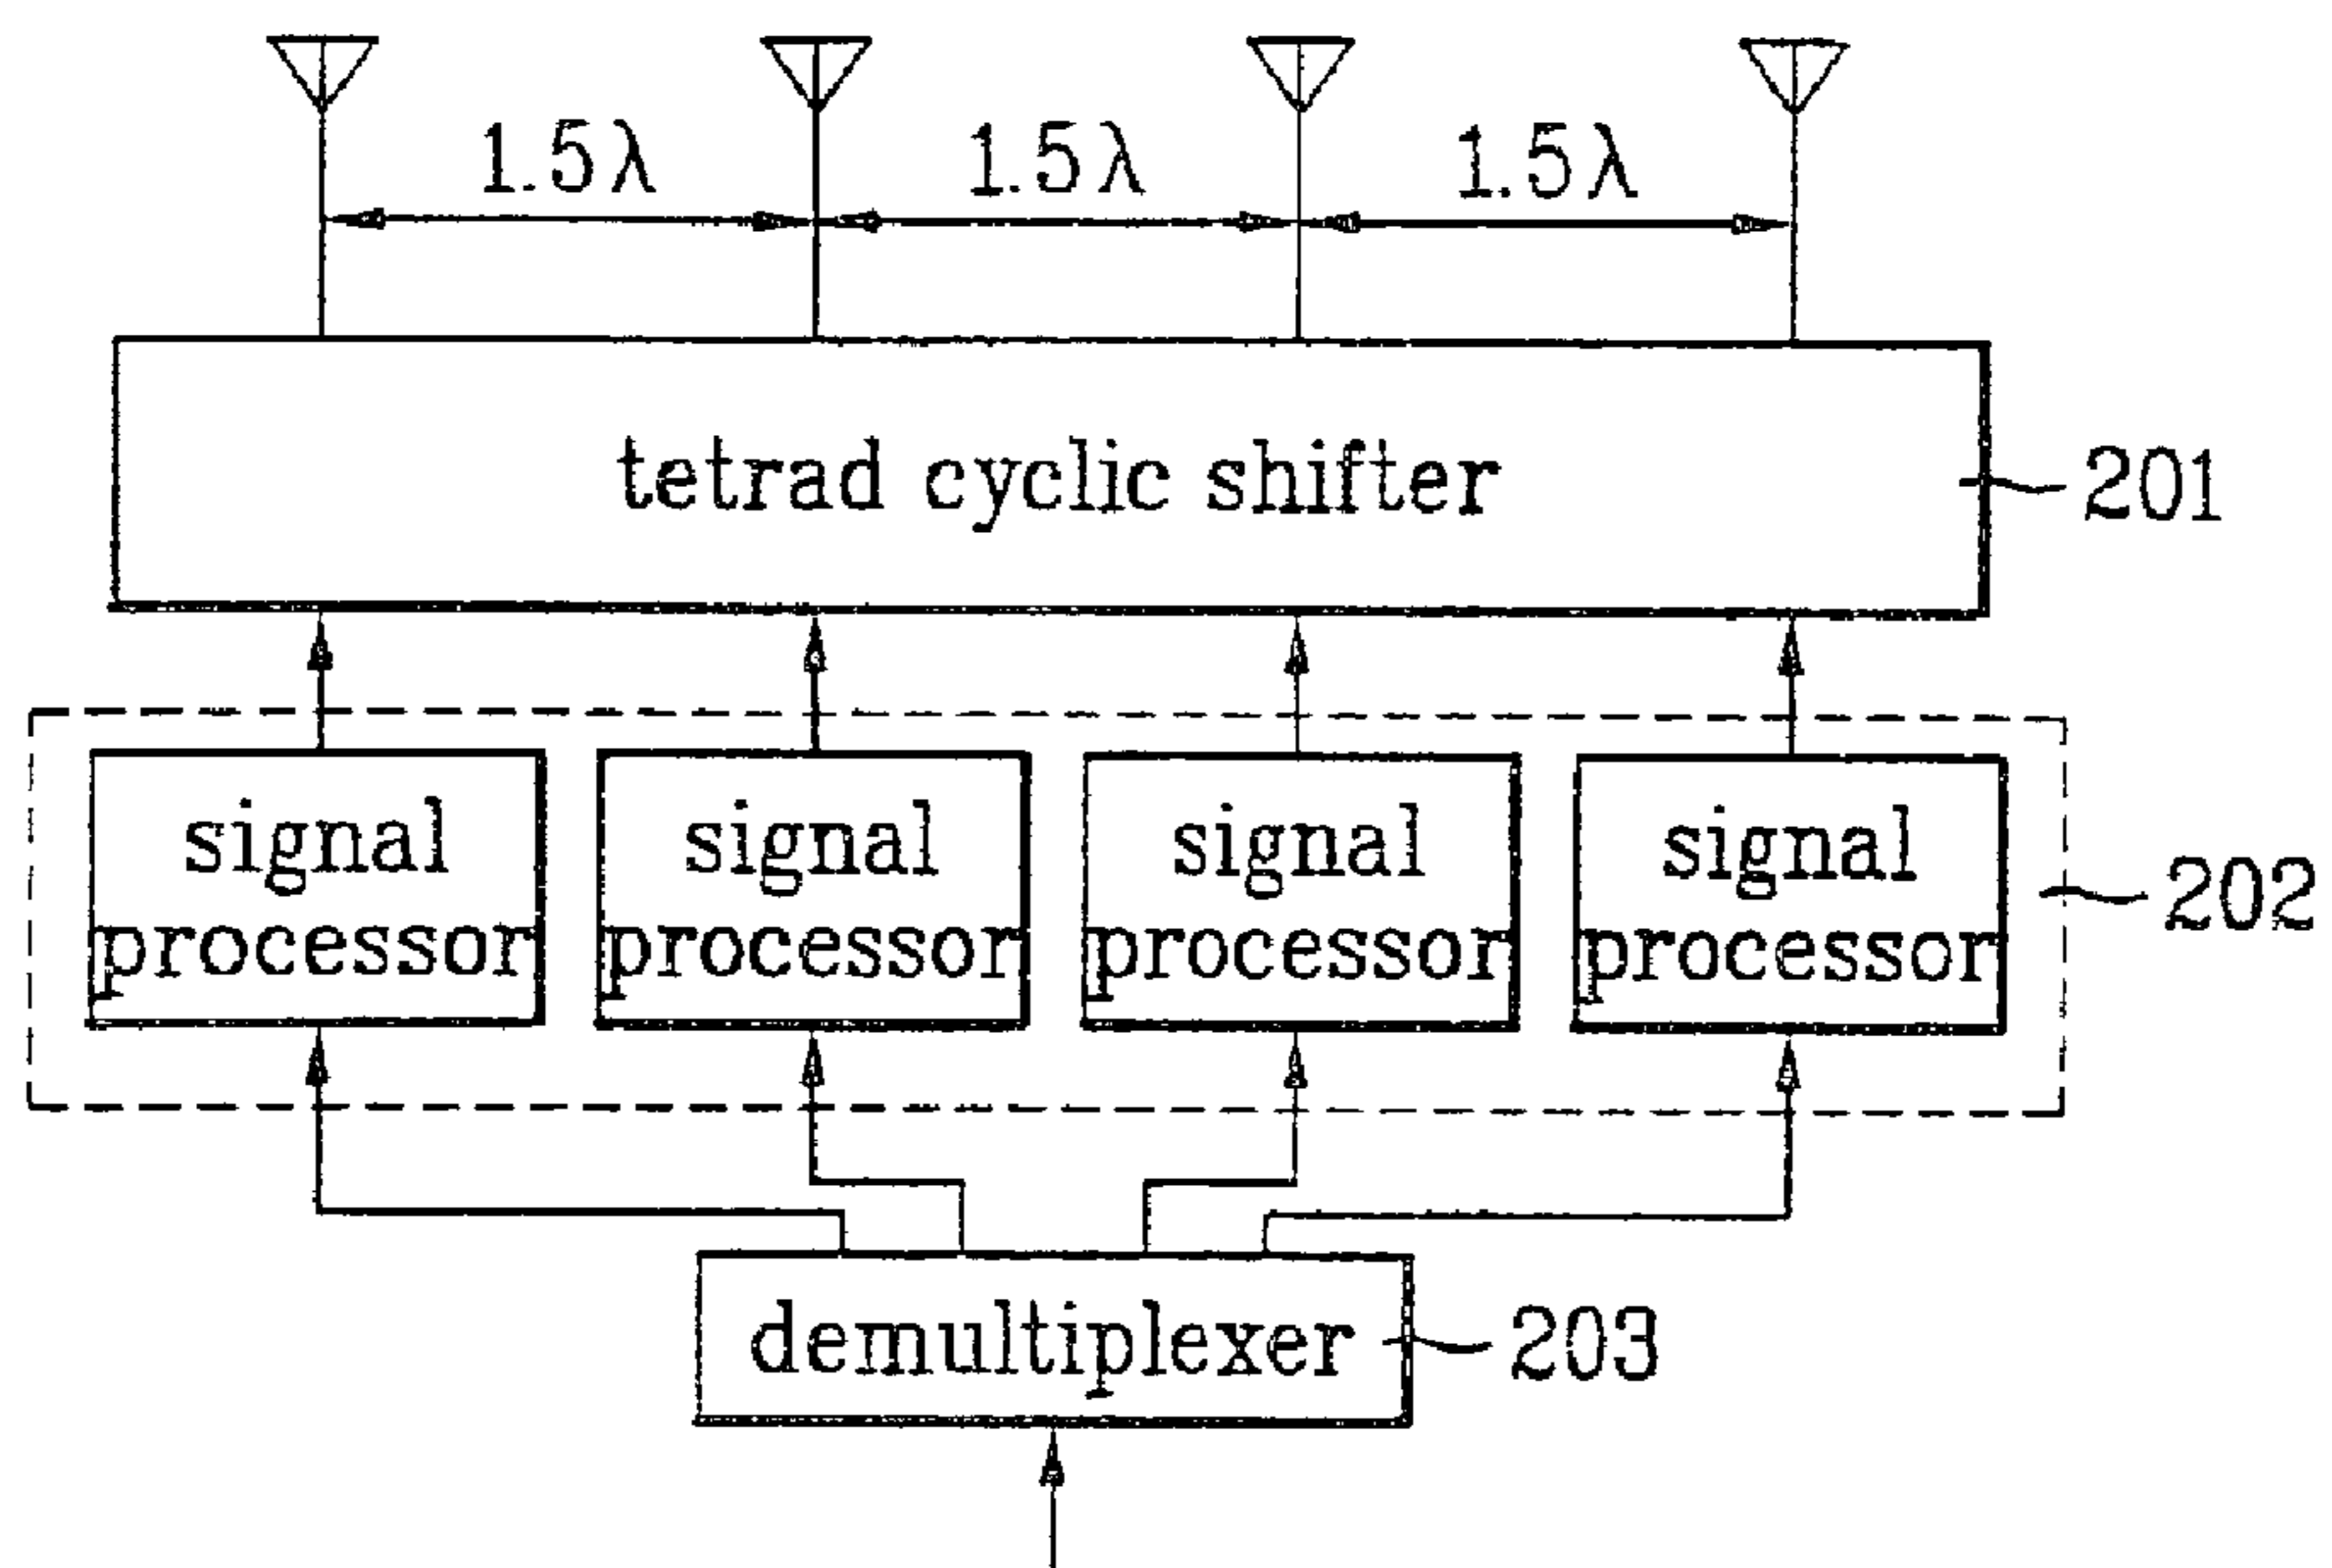 1.5λ 1.5λ 1.5λ
tetrad cyclic shifter
201
signal processor
signal processor
signal processor
signal processor
202
demultiplexer
203